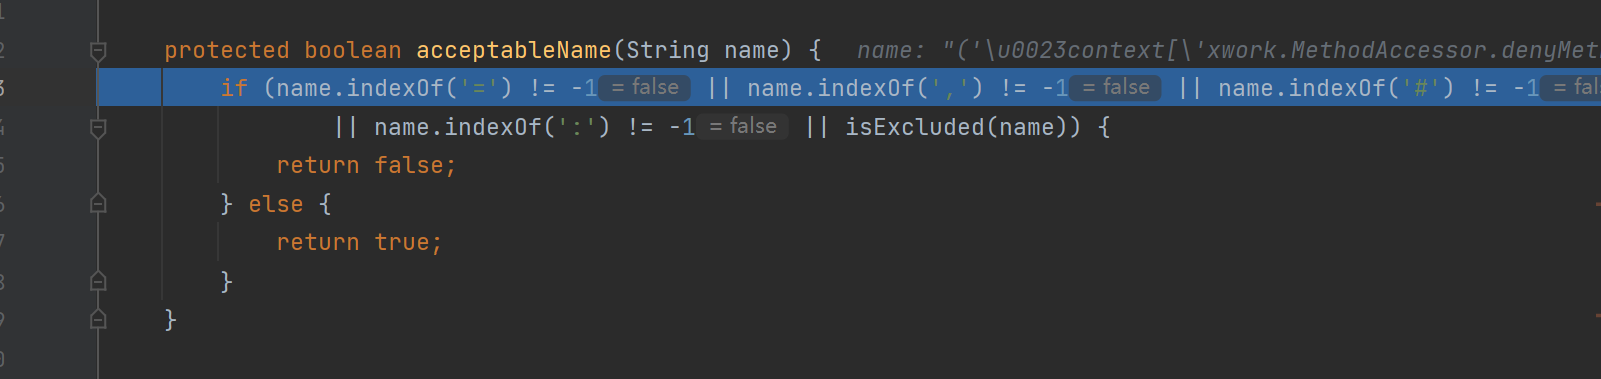 protected boolean acceptableName(String name) {   name: "('\u0023context[\'xwork.MethodAccessor.denyMet
if (name.indexOf('=') != -1 = false || name.indexOf(',') != -1 = false || name.indexOf('#') != -1 = fal
|| name.indexOf(':') != -1 = false || isExcluded(name)) {
return false;
} else {
return true;
}
}